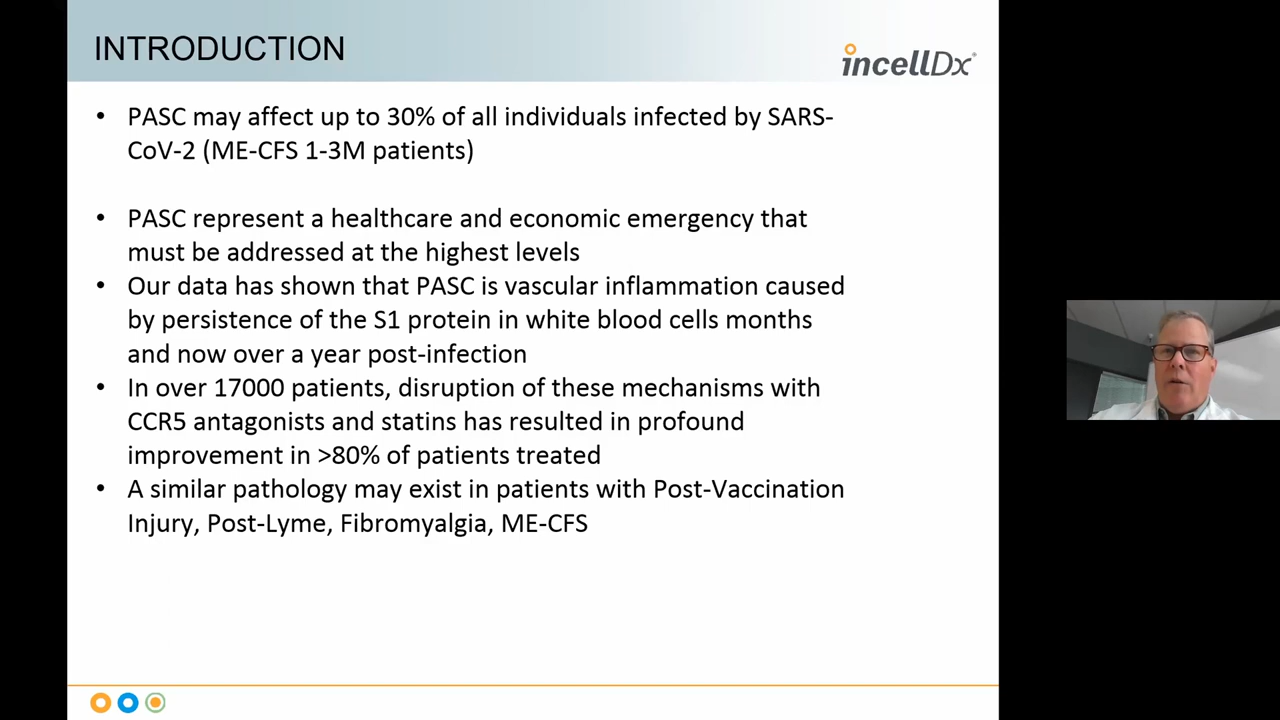 INTRODUCTION
incellDx
• PASC may affect up to 30% of all individuals infected by SARS-
CoV-2 (ME-CFS 1-3M patients)
• PASC represent a healthcare and economic emergency that
must be addressed at the highest levels
• Our data has shown that PASC is vascular inflammation caused
by persistence of the S1 protein in white blood cells months
and now over a year post-infection
• In over 17000 patients, disruption of these mechanisms with
CCR5 antagonists and statins has resulted in profound
improvement in >80% of patients treated
• A similar pathology may exist in patients with Post-Vaccination
Injury, Post-Lyme, Fibromyalgia, ME-CFS